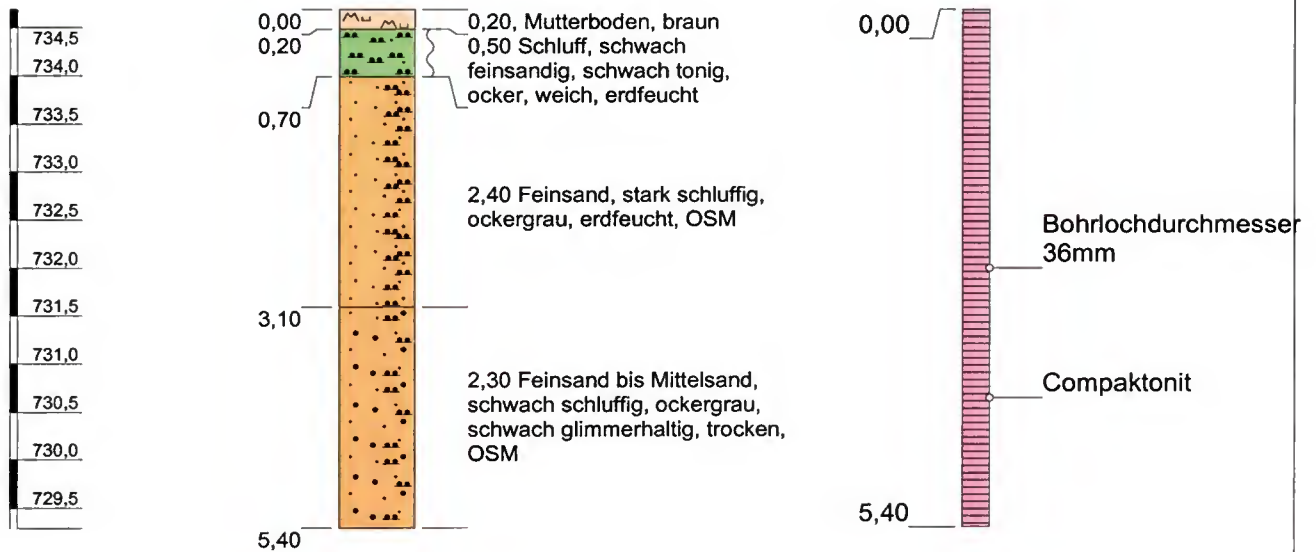 734,5
734,0
733,5
733,0
732,5
732,0
731,5
731,0
730,5
730,0
729,5
0,00
0,20
0,70
3,10
5,40
0,20, Mutterboden, braun
0,50 Schluff, schwach
feinsandig, schwach tonig,
ocker, weich, erdfeucht
2,40 Feinsand, stark schluffig,
ockergrau, erdfeucht, OSM
2,30 Feinsand bis Mittelsand,
schwach schluffig, ockergrau,
schwach glimmerhaltig, trocken,
OSM
0,00
Bohrlochdurchmesser
36mm
Compaktonit
5,40